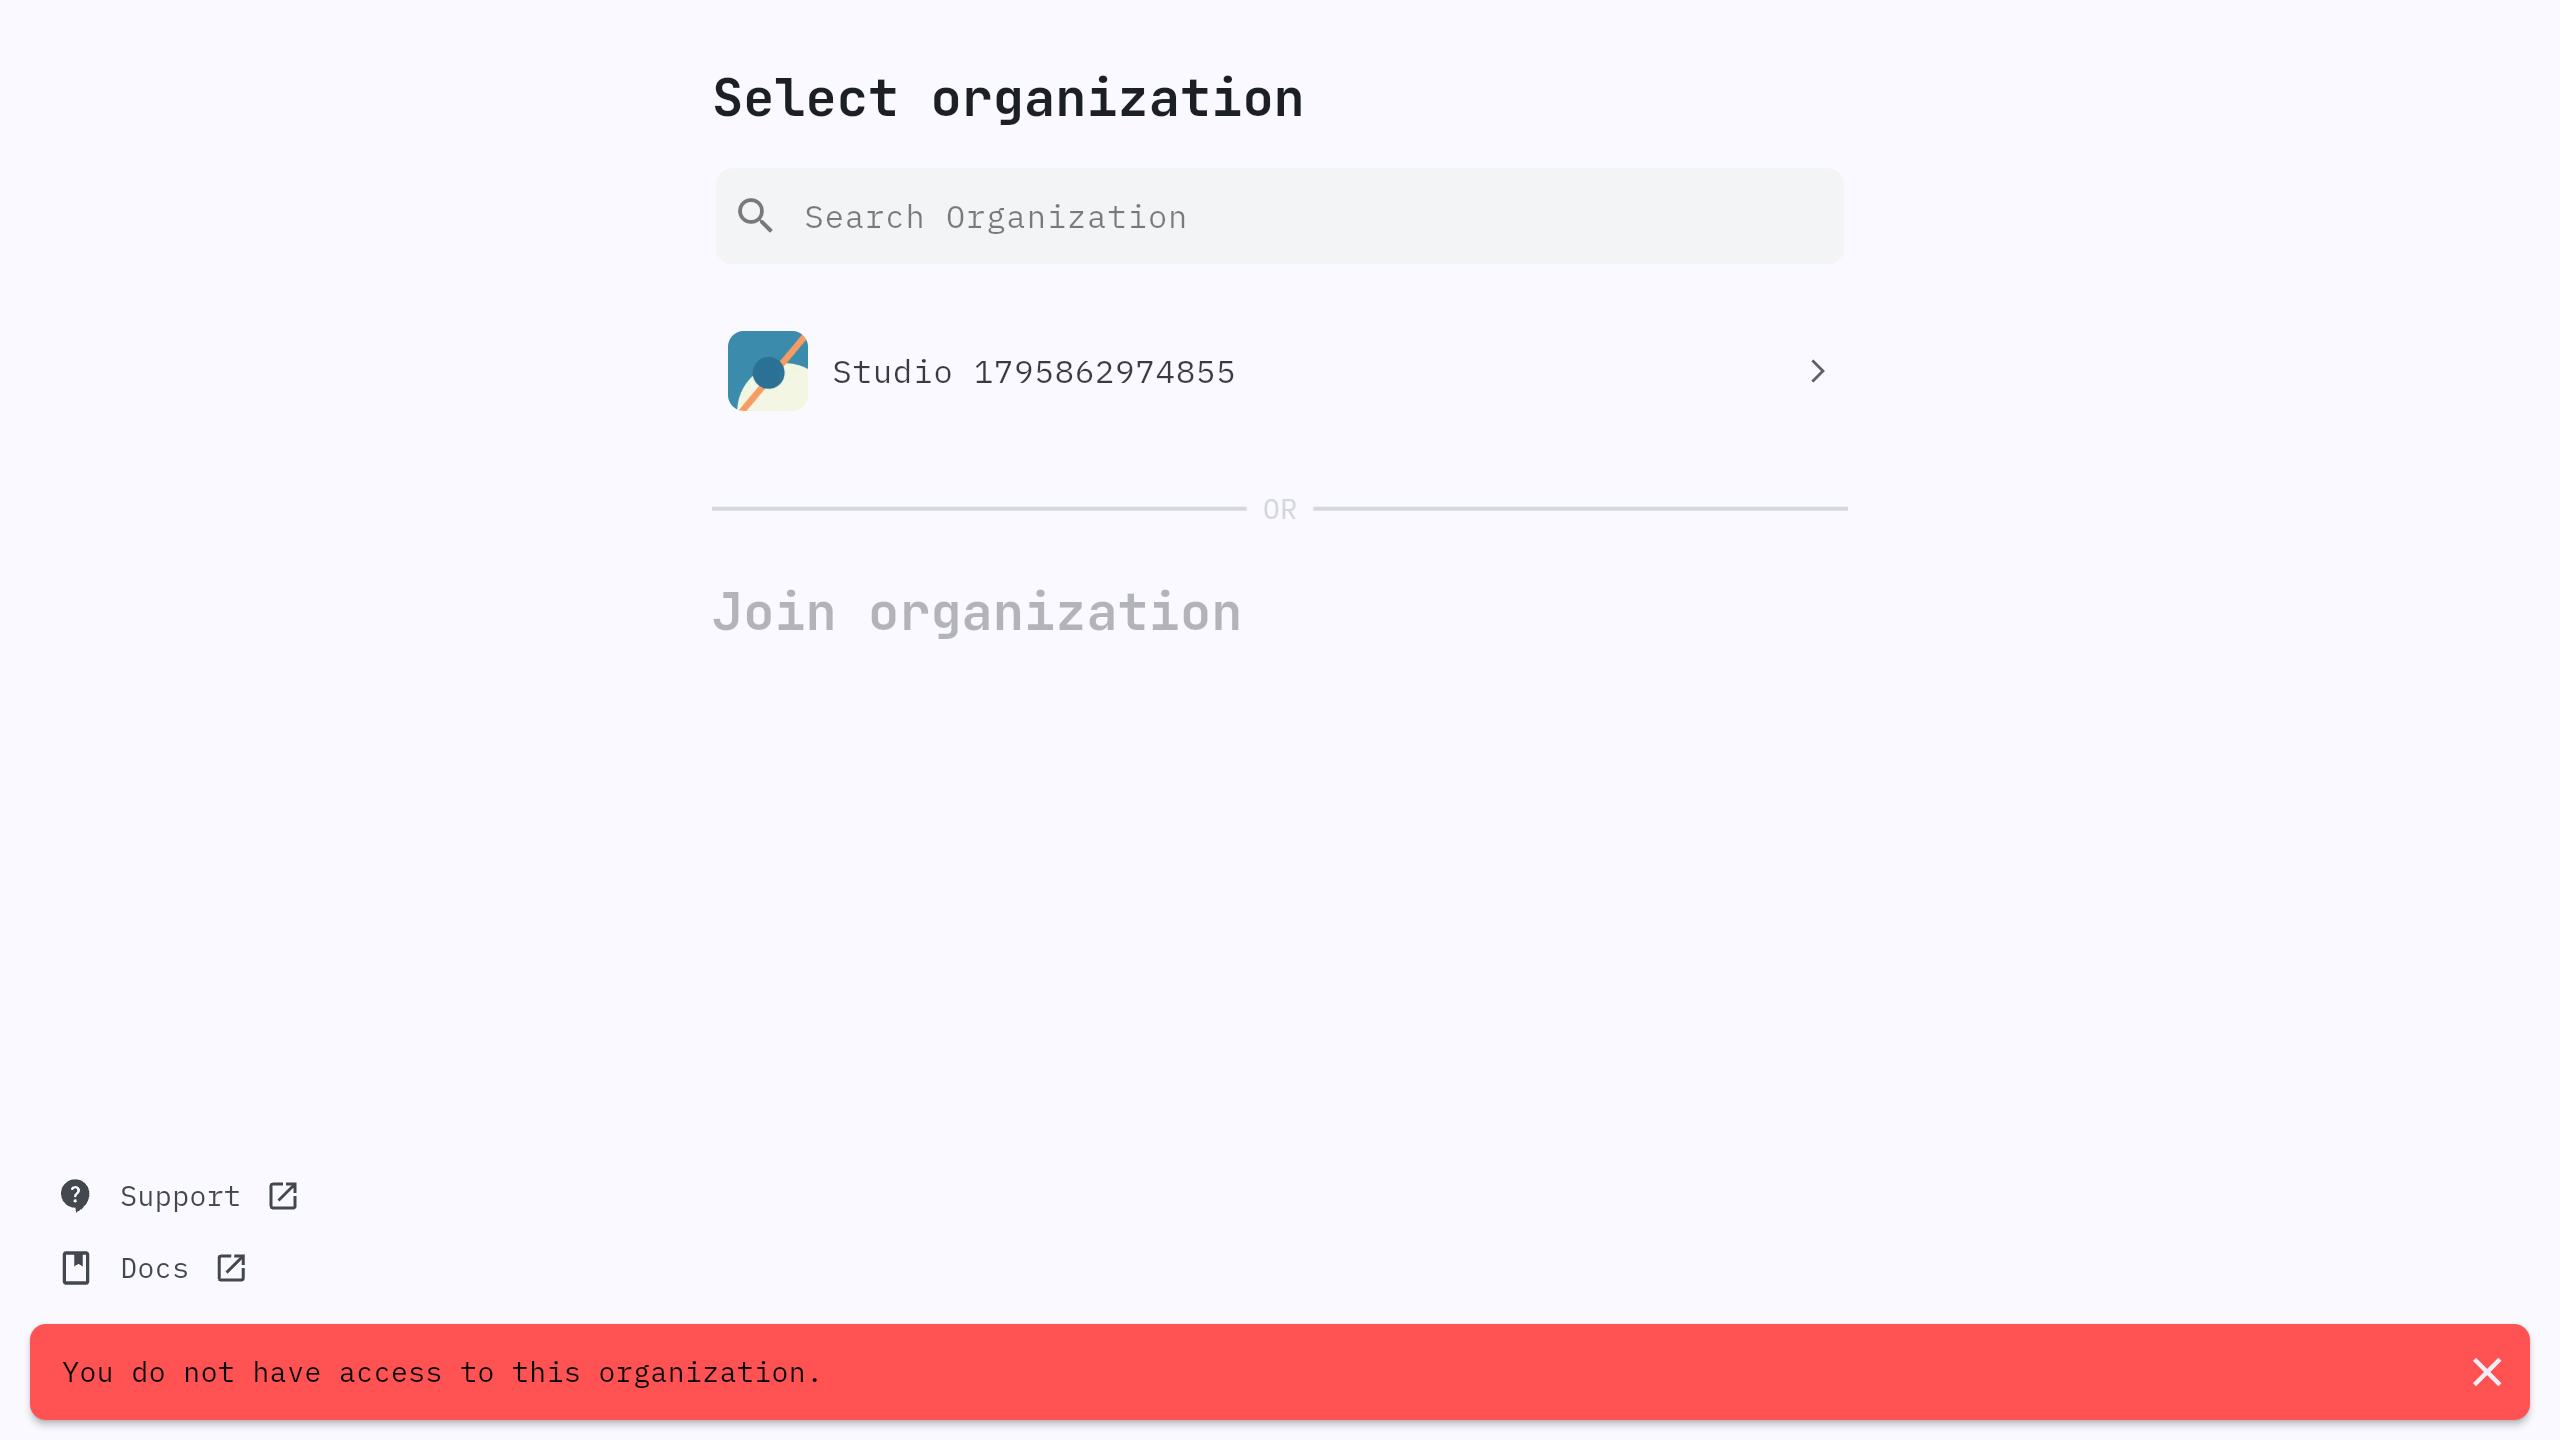 Select organization
Search Organization
Studio 1795862974855
OR
Join organization
Support
Docs
You do not have access to this organization.